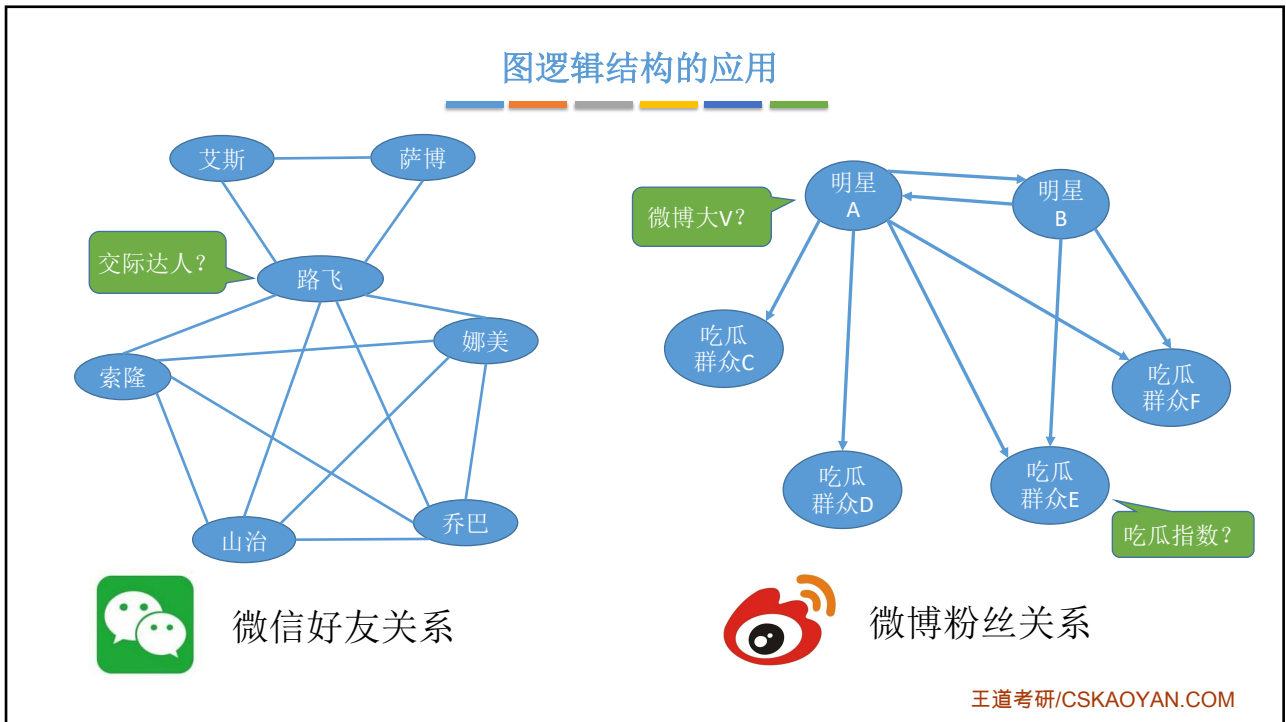 图逻辑结构的应用
艾斯
萨博
交际达人？
路飞
娜美
索隆
山治
乔巴
微信好友关系
微博大V？
明星
A
明星
B
吃瓜
群众C
吃瓜
群众F
吃瓜
群众D
吃瓜
群众E
吃瓜指数？
微博粉丝关系
王道考研/CSKAOYAN.COM